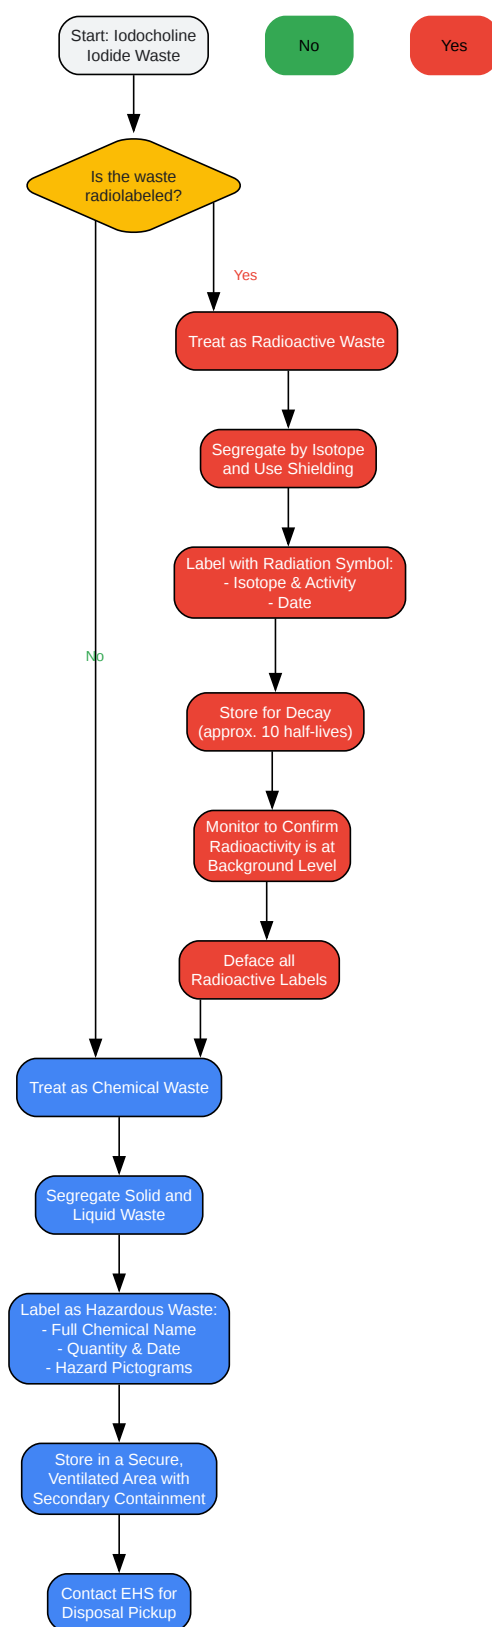 Start: Iodocholine
Iodide Waste
No
Yes
Is the waste
radiolabeled?
Yes
Treat as Radioactive Waste
Segregate by Isotope
and Use Shielding
Label with Radiation Symbol:
- Isotope & Activity
- Date
No
Store for Decay
(approx. 10 half-lives)
Monitor to Confirm
Radioactivity is at
Background Level
Deface all
Radioactive Labels
Treat as Chemical Waste
Segregate Solid and
Liquid Waste
Label as Hazardous Waste:
- Full Chemical Name
- Quantity & Date
- Hazard Pictograms
Store in a Secure,
Ventilated Area with
Secondary Containment
Contact EHS for
Disposal Pickup